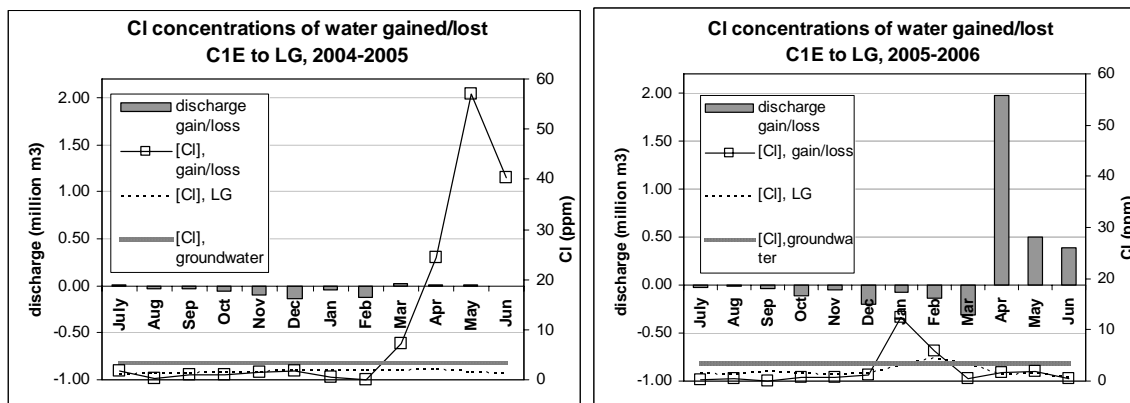 Cl concentrations of water gained/lost
C1E to LG, 2004-2005
discharge (million m3)
2.00
1.50
1.00
0.50
0.00
-0.50
-1.00
discharge
gain/loss
[Cl],
gain/loss
[Cl], LG
[Cl],
groundwater
July
Aug
Sep
Oct
Nov
Dec
Jan
Feb
Mar
Apr
May
Jun
60
50
40
30
20
10
0
Cl (ppm)
Cl concentrations of water gained/lost
C1E to LG, 2005-2006
discharge (million m3)
2.00
1.50
1.00
0.50
0.00
-0.50
-1.00
discharge
gain/loss
[Cl], gain/loss
[Cl], LG
[Cl],groundwa
ter
July
Aug
Sep
Oct
Nov
Dec
Jan
Feb
Mar
Apr
May
Jun
60
50
40
30
20
10
0
Cl (ppm)